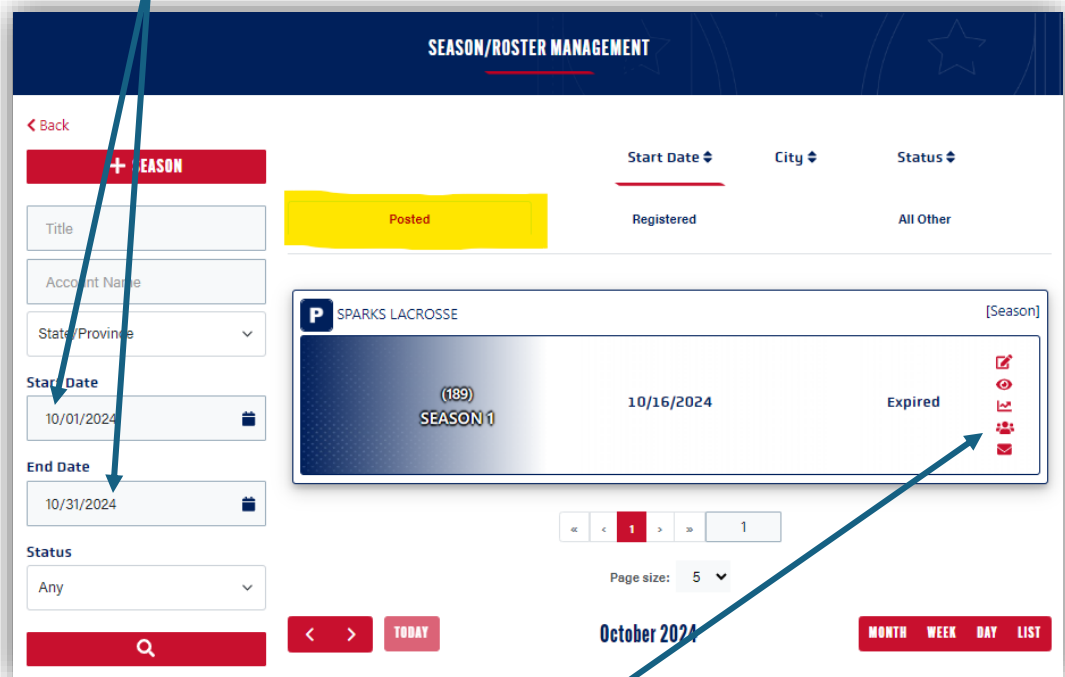 SEASON/ROSTER MANAGEMENT
Back
+ SEASON
Start Date
City
Status
Title
Posted
Registered
All Other
Account Name
State/Province
P SPARKS LACROSSE
[Season]
Start Date
10/01/2024
(189)
SEASON 1
10/16/2024
Expired
End Date
10/31/2024
« ‹ 1 › » 1
Status
Any
Page size: 5
< >
TODAY
October 2024
MONTH WEEK DAY LIST